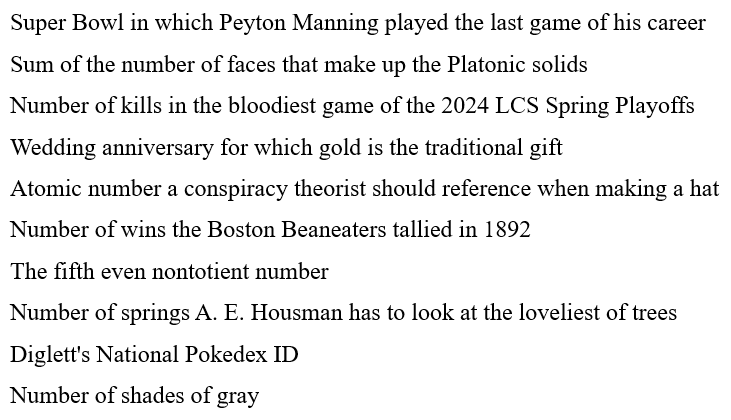 Super Bowl in which Peyton Manning played the last game of his career
Sum of the number of faces that make up the Platonic solids
Number of kills in the bloodiest game of the 2024 LCS Spring Playoffs
Wedding anniversary for which gold is the traditional gift
Atomic number a conspiracy theorist should reference when making a hat
Number of wins the Boston Beaneaters tallied in 1892
The fifth even nontotient number
Number of springs A. E. Housman has to look at the loveliest of trees
Diglett's National Pokedex ID
Number of shades of gray